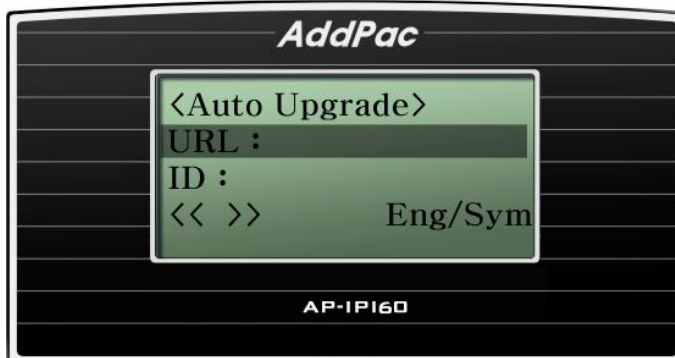 AddPac
<Auto Upgrade>
URL :
ID :
<< >> Eng/Sym
AP-IP160